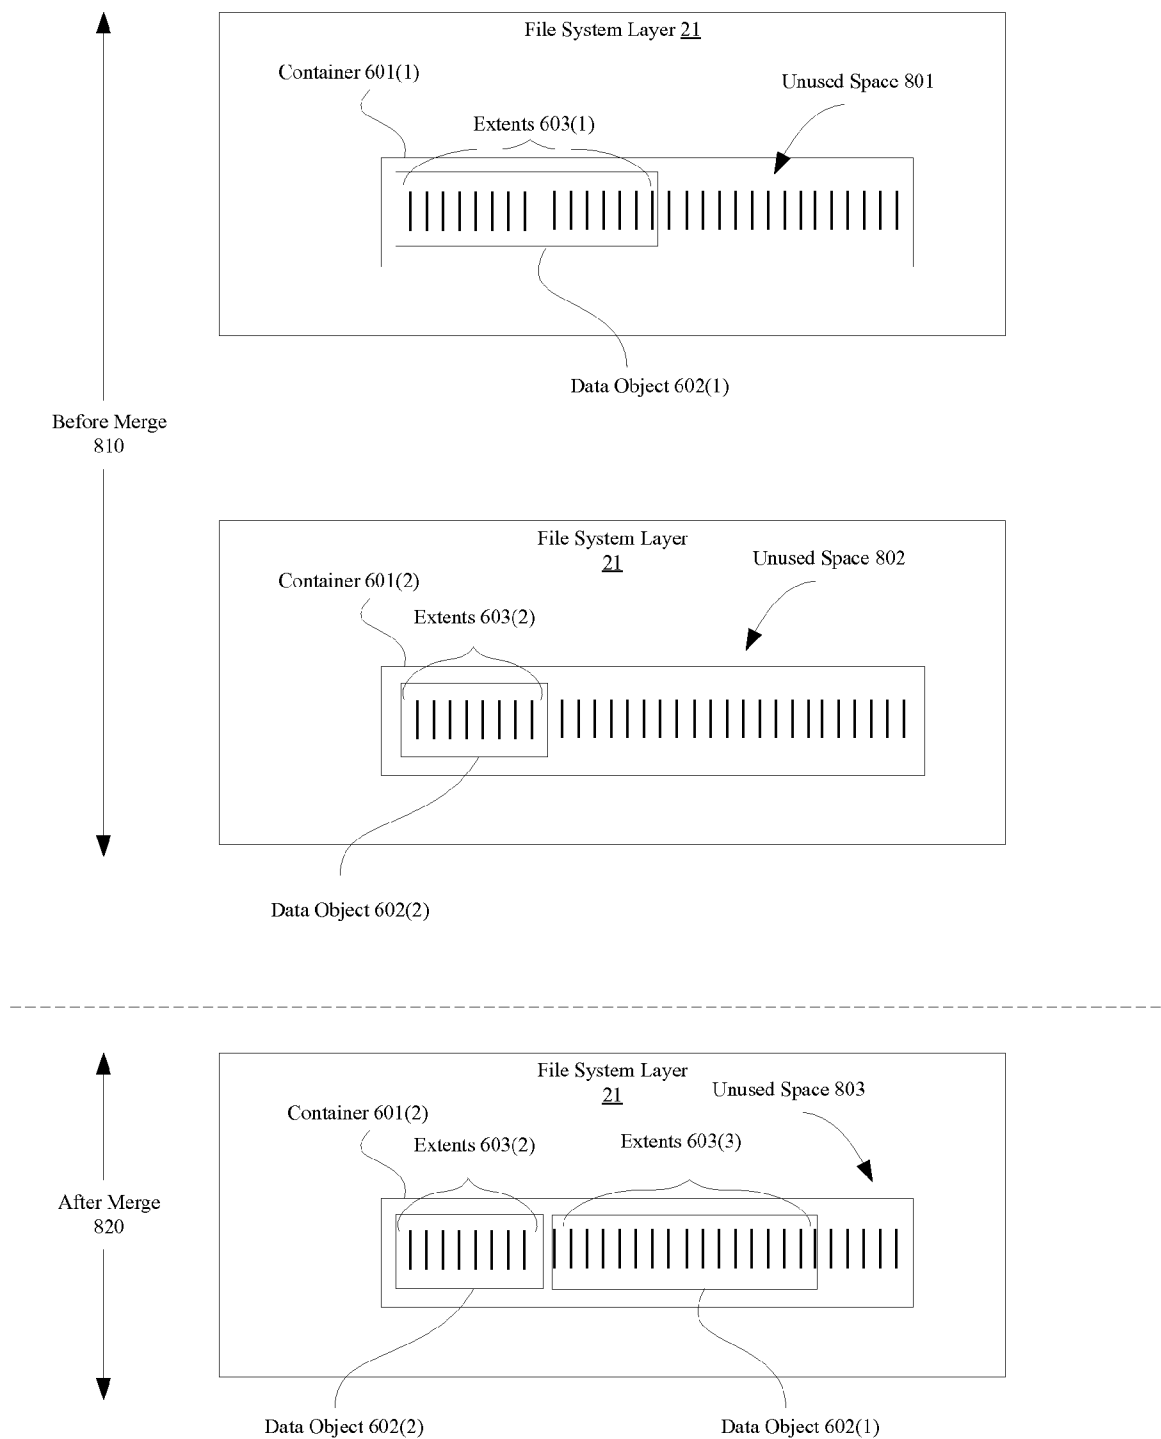 File System Layer 21
Container 601(1)
Unused Space 801
Extents 603(1)
Data Object 602(1)
Before Merge
810
File System Layer
21
Unused Space 802
Container 601(2)
Extents 603(2)
Data Object 602(2)
File System Layer
21
Unused Space 803
Container 601(2)
Extents 603(2)
Extents 603(3)
After Merge
820
Data Object 602(2)
Data Object 602(1)